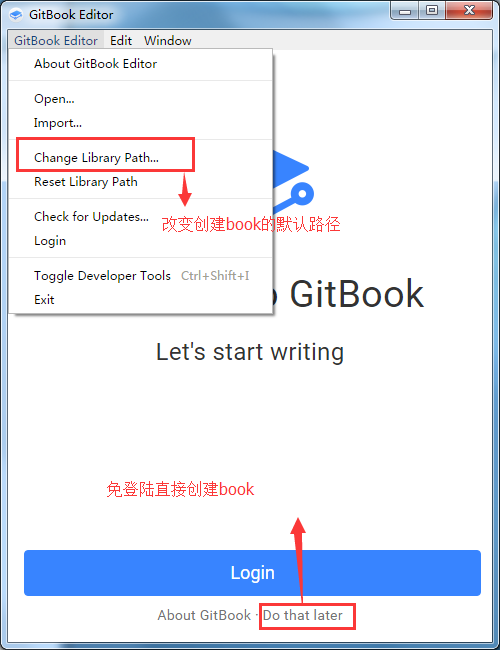 GitBook Editor
GitBook Editor Edit Window
About GitBook Editor
Open...
Import...
Change Library Path...
Reset Library Path
改变创建book的默认路径
Check for Updates...
Login
Toggle Developer Tools Ctrl+Shift+I
Exit
GitBook
Let's start writing
免登陆直接创建book
Login
About GitBook · Do that later